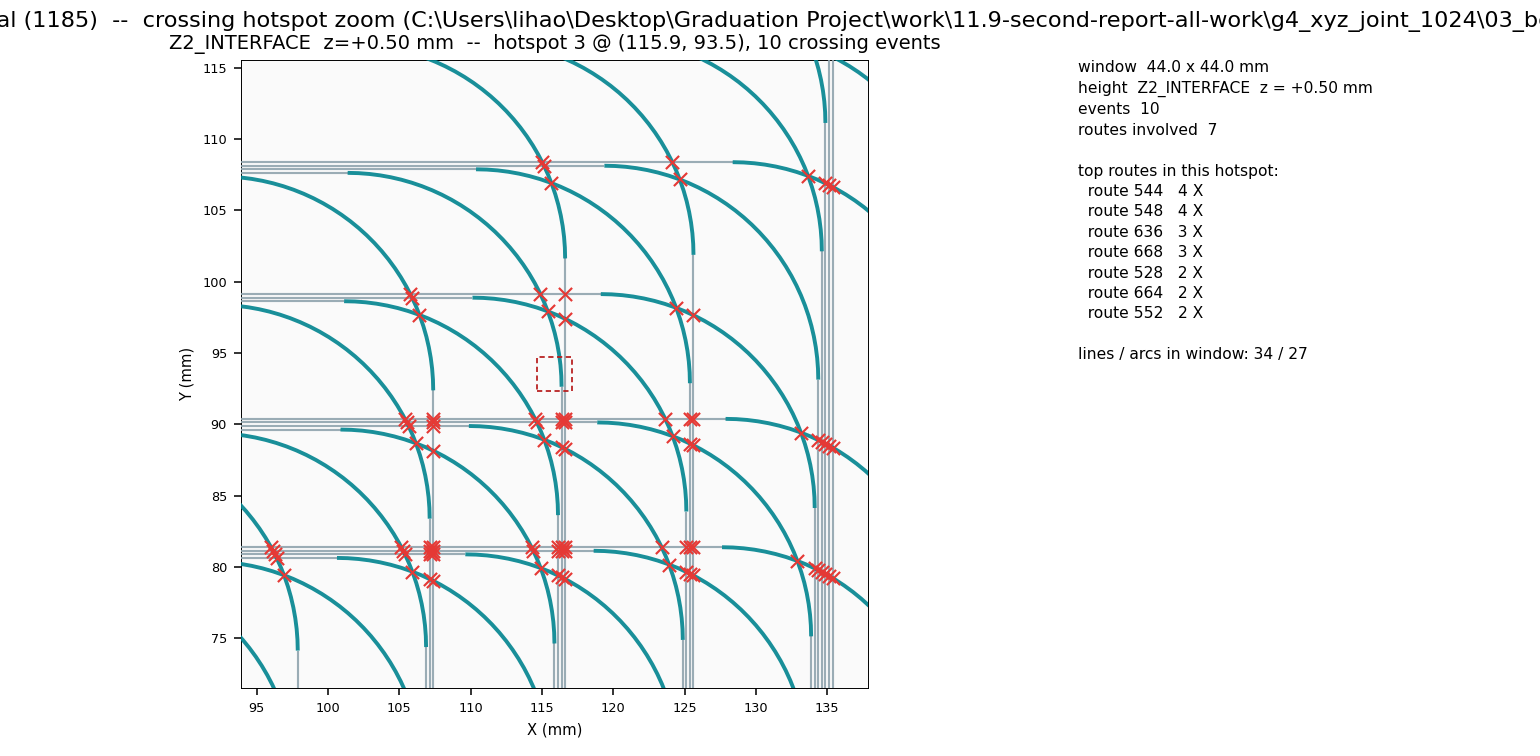 al (1185)  --  crossing hotspot zoom (C:\Users\lihao\Desktop\Graduation Project\work\11.9-second-report-all-work\g4_xyz_joint_1024\03_b
Z2_INTERFACE  z=+0.50 mm  --  hotspot 3 @ (115.9, 93.5), 10 crossing events
window  44.0 x 44.0 mm
height  Z2_INTERFACE  z = +0.50 mm
events  10
routes involved  7
top routes in this hotspot:
route 544   4 X
route 548   4 X
route 636   3 X
route 668   3 X
route 528   2 X
route 664   2 X
route 552   2 X
lines / arcs in window: 34 / 27
115
110
105
100
95
90
85
80
75
Y (mm)
95
100
105
110
115
120
125
130
135
X (mm)